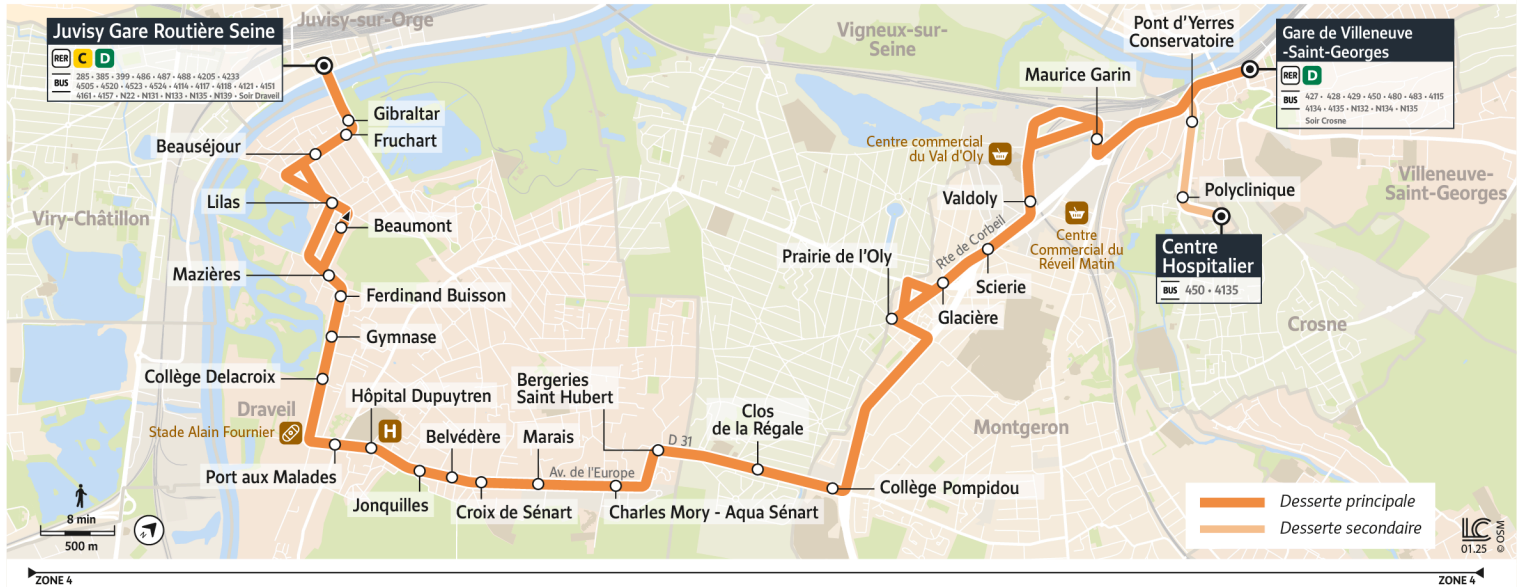 Juvisy Gare Routière Seine
RER C D
BUS
285 • 385 • 399 • 486 • 487 • 488 • 4205 • 4233
4505 • 4520 • 4523 • 4524 • 4114 • 4117 • 4118 • 4121 • 4151
4161 • 4157 • N22 • N131 • N133 • N135 • N139 • Soir Draveil
Juvisy-sur-Orge
Vigneux-sur-
Seine
Pont d'Yerres
Conservatoire
Gare de Villeneuve
-Saint-Georges
RER D
BUS
427 • 428 • 429 • 450 • 480 • 483 • 4115
4134 • 4135 • N132 • N134 • N135
Soir Crosne
Maurice Garin
Gibraltar
Fruchart
Beauséjour
Centre commercial
du Val d'Oly
Villeneuve-
Saint-Georges
Polyclinique
Lilas
Valdoly
Viry-Châtillon
Beaumont
Rte de Corbeil
Centre
Commercial du
Réveil Matin
Centre
Hospitalier
BUS 450 • 4135
Prairie de l'Oly
Mazières
Scierie
Ferdinand Buisson
Glacière
Crosne
Gymnase
Collège Delacroix
Bergeries
Saint Hubert
Hôpital Dupuytren
H
Draveil
Stade Alain Fournier
Clos
de la Régale
Montgeron
Belvédère
Marais
D 31
Av. de l'Europe
Port aux Malades
Collège Pompidou
Jonquilles
Croix de Sénart
Charles Mory - Aqua Sénart
Desserte principale
Desserte secondaire
8 min
500 m
N
LC
01.25
© OSM
ZONE 4
ZONE 4